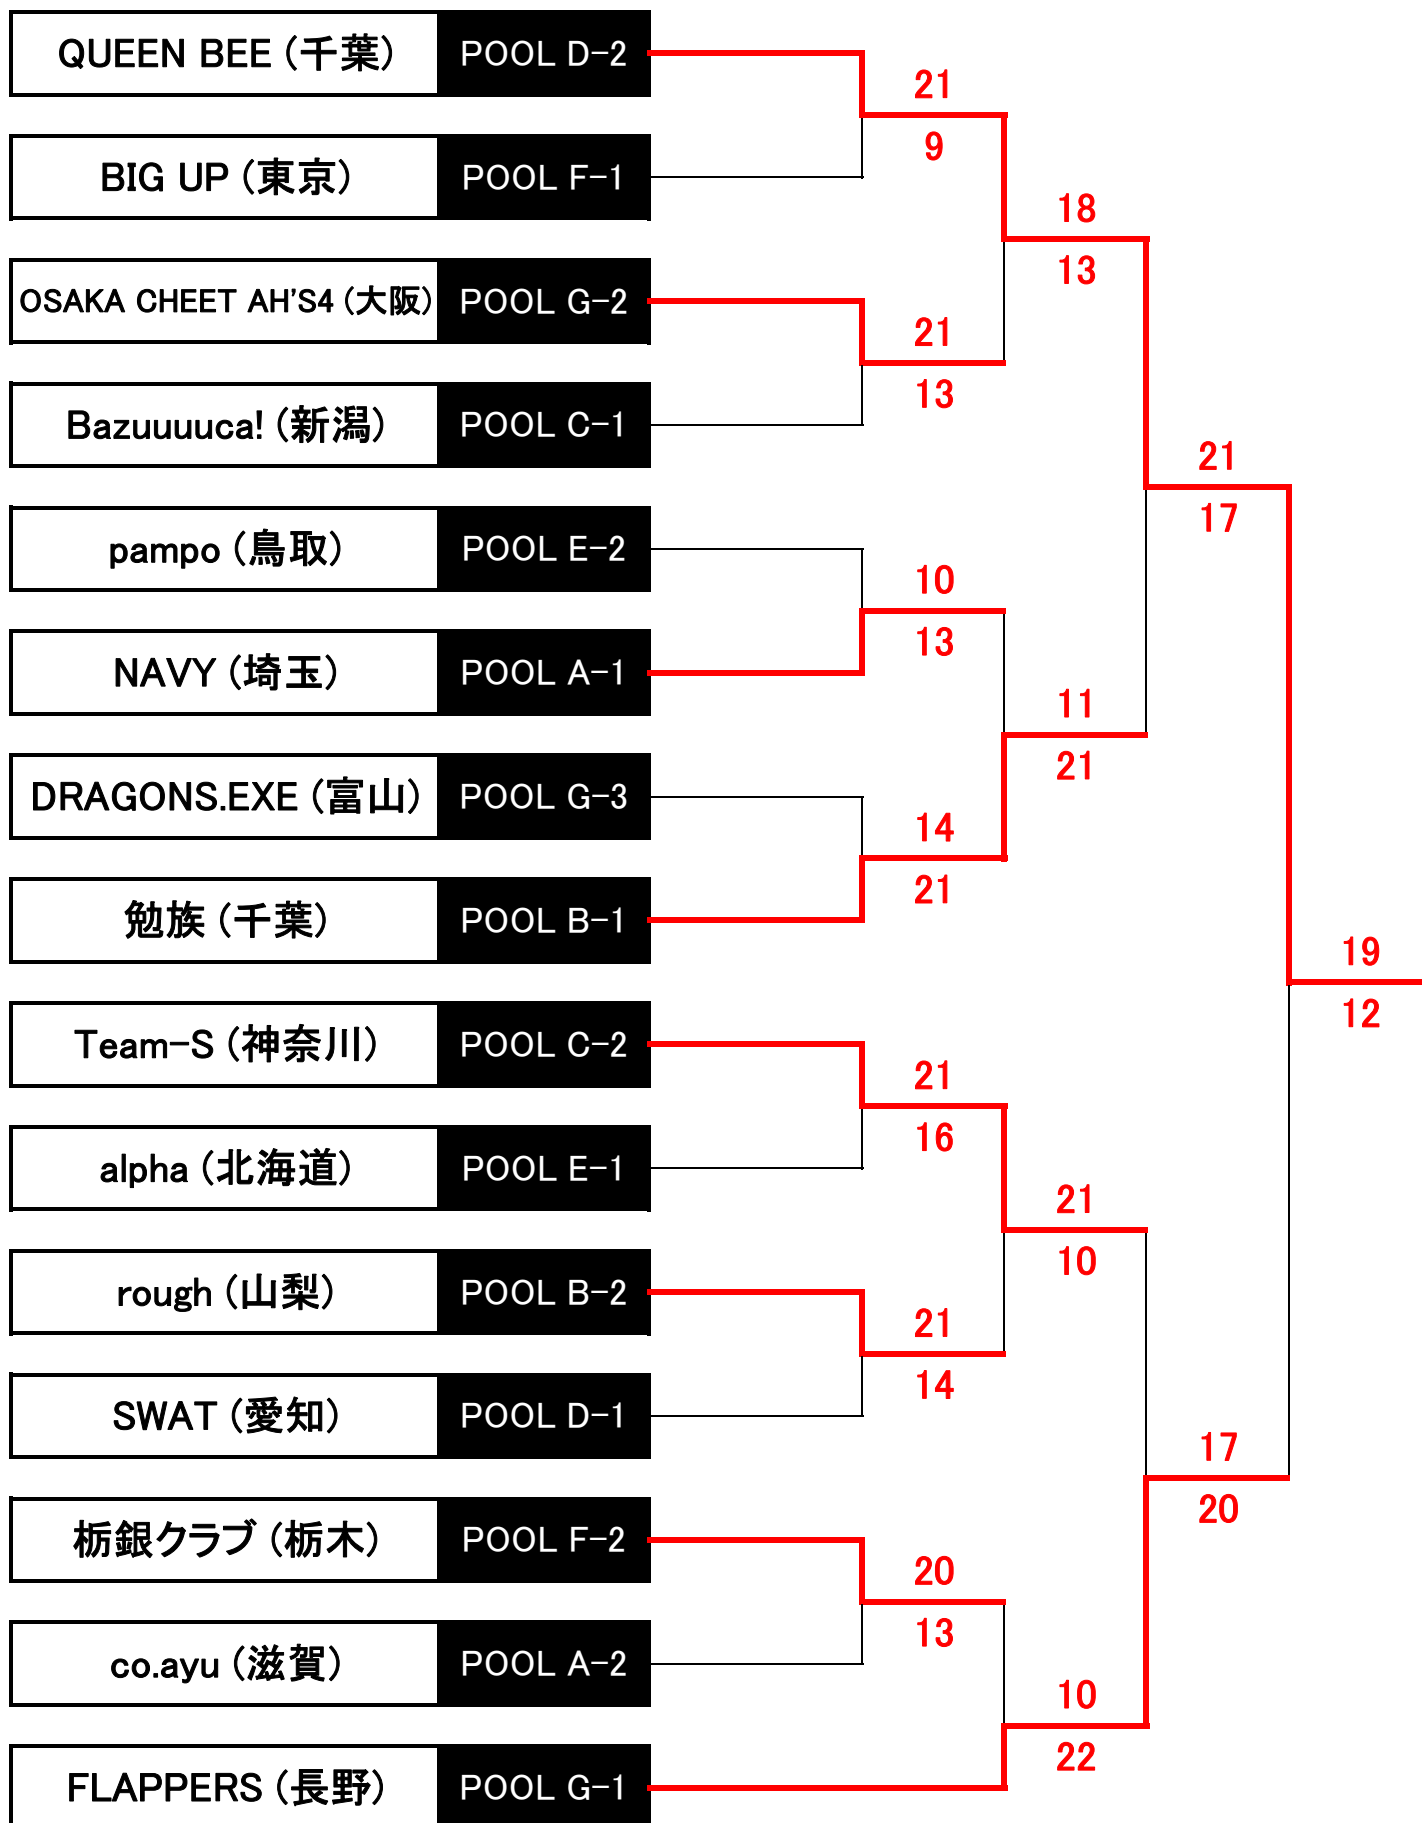 QUEEN BEE (千葉) POOL D-2
21
9
BIG UP (東京) POOL F-1
18
13
OSAKA CHEET AH'S4 (大阪) POOL G-2
21
13
Bazuuuuca! (新潟) POOL C-1
21
17
pampo (鳥取) POOL E-2
10
13
NAVY (埼玉) POOL A-1
11
21
DRAGONS.EXE (富山) POOL G-3
14
21
勉族 (千葉) POOL B-1
19
12
Team-S (神奈川) POOL C-2
21
16
alpha (北海道) POOL E-1
21
10
rough (山梨) POOL B-2
21
14
SWAT (愛知) POOL D-1
17
20
栃銀クラブ (栃木) POOL F-2
20
13
co.ayu (滋賀) POOL A-2
10
22
FLAPPERS (長野) POOL G-1